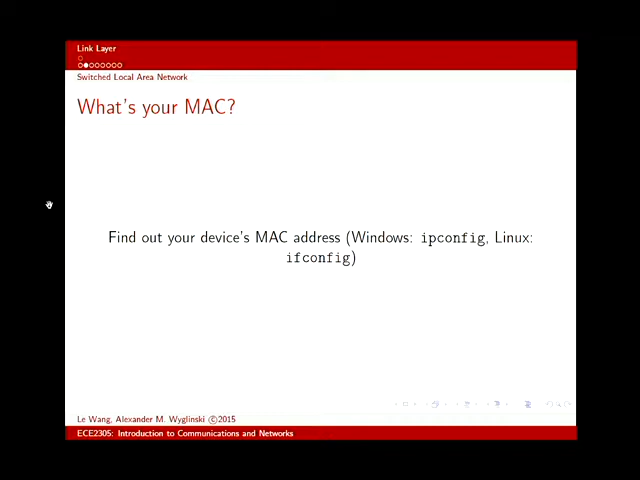 Link Layer
Switched Local Area Network
What's your MAC?
Find out your device's MAC address (Windows: ipconfig, Linux:
ifconfig)
Le Wang, Alexander M. Wyglinski ©2015
ECE2305: Introduction to Communications and Networks